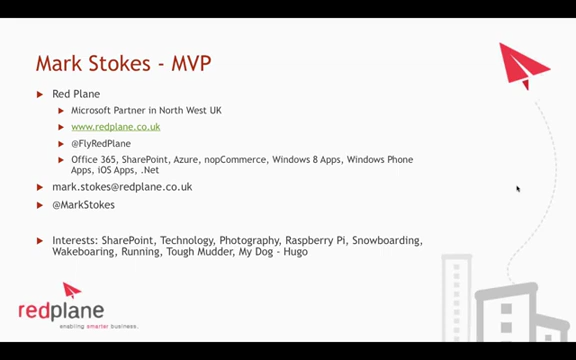 Mark Stokes - MVP
Red Plane
Microsoft Partner in North West UK
www.redplane.co.uk
@FlyRedPlane
Office 365, SharePoint, Azure, nopCommerce, Windows 8 Apps, Windows Phone
Apps, iOS Apps, .Net
mark.stokes@redplane.co.uk
@MarkStokes
Interests: SharePoint, Technology, Photography, Raspberry Pi, Snowboarding,
Wakeboaring, Running, Tough Mudder, My Dog - Hugo
redplane
enabling smarter business.